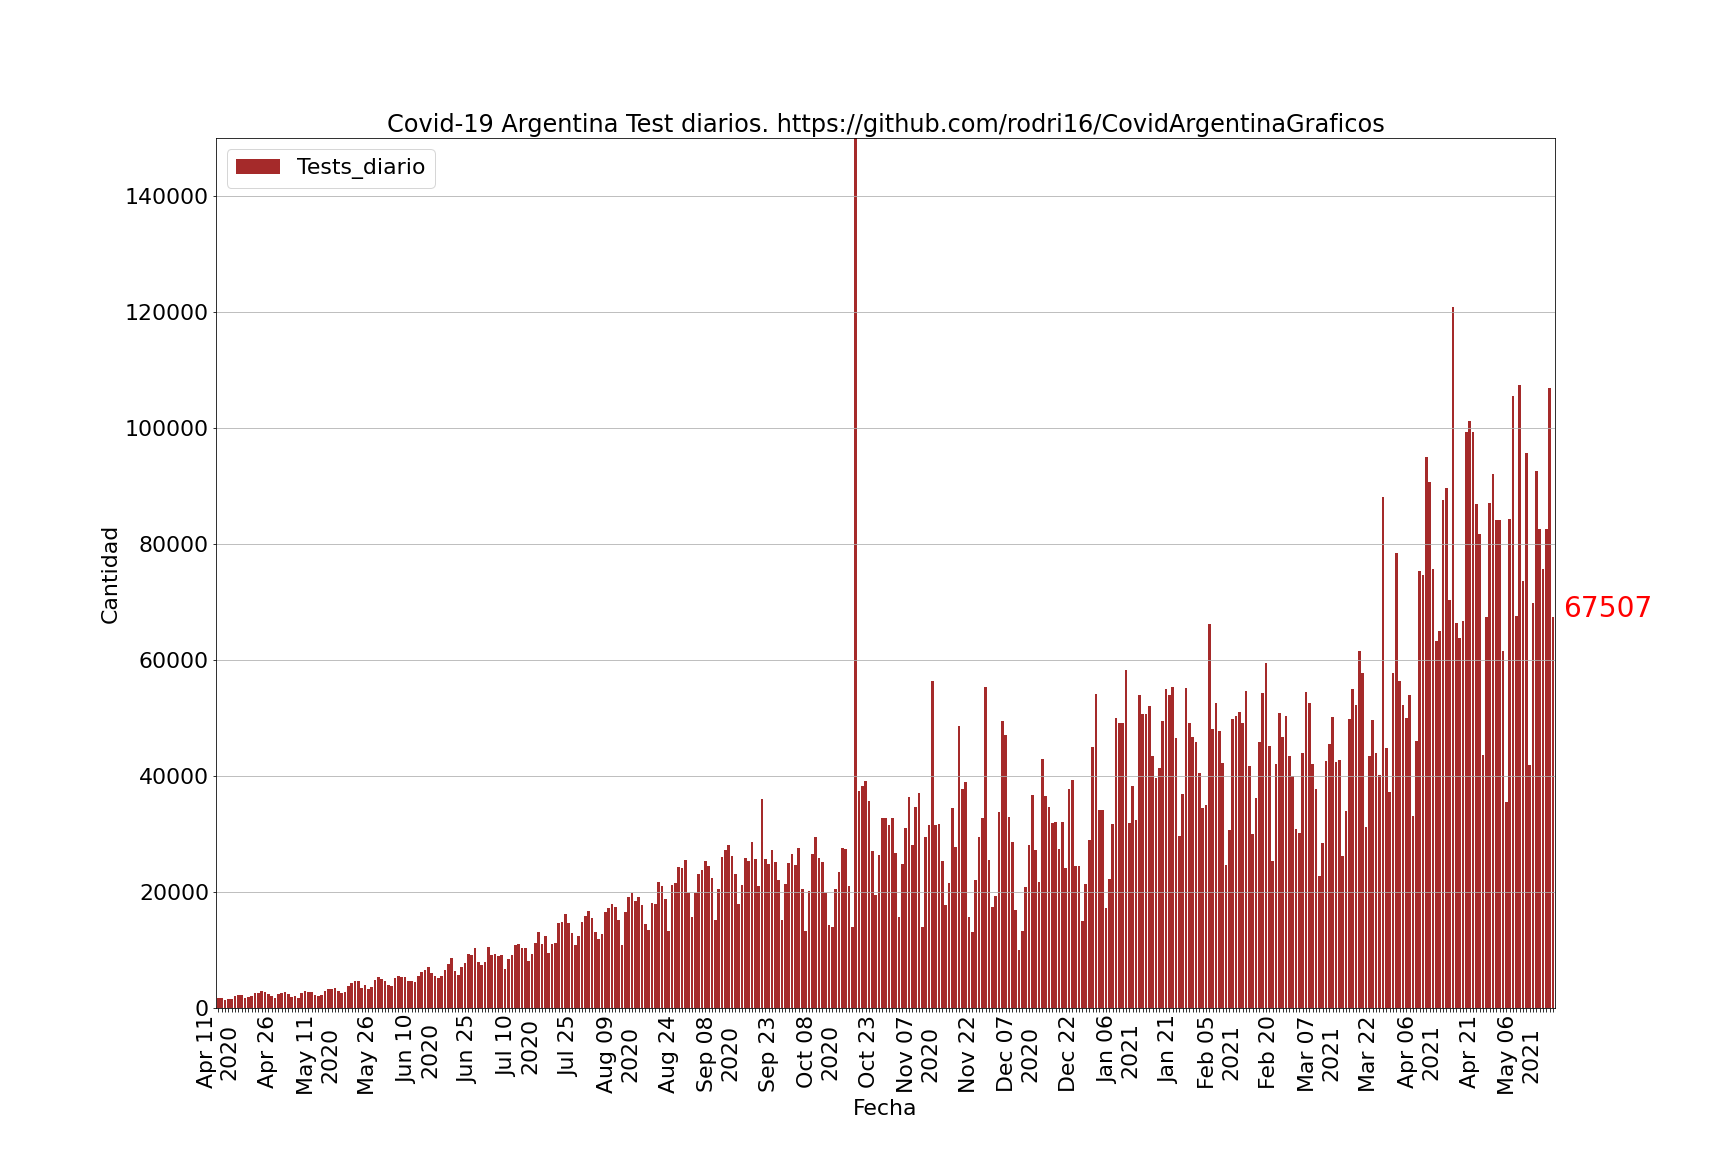 Covid-19 Argentina Test diarios. https://github.com/rodri16/CovidArgentinaGraficos
Tests_diario
140000
120000
100000
80000
60000
40000
20000
0
Cantidad
67507
Apr 11
2020
Apr 26
May 11
2020
May 26
Jun 10
2020
Jun 25
Jul 10
2020
Jul 25
Aug 09
2020
Aug 24
Sep 08
2020
Sep 23
Oct 08
2020
Oct 23
Nov 07
2020
Nov 22
Dec 07
2020
Dec 22
Jan 06
2021
Jan 21
Feb 05
2021
Feb 20
Mar 07
2021
Mar 22
Apr 06
2021
Apr 21
May 06
2021
Fecha